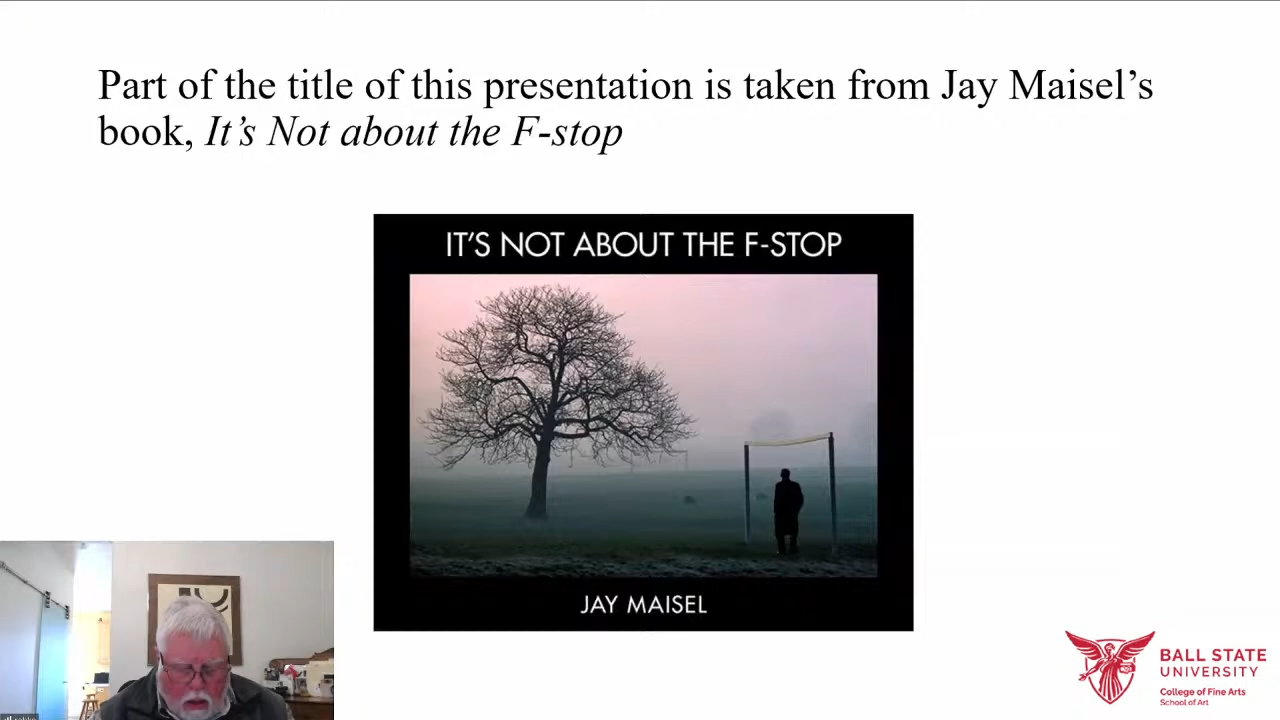 Part of the title of this presentation is taken from Jay Maisel’s
book, It’s Not about the F-stop
IT’S NOT ABOUT THE F-STOP
JAY MAISEL
BALL STATE
UNIVERSITY
College of Fine Arts
School of Art